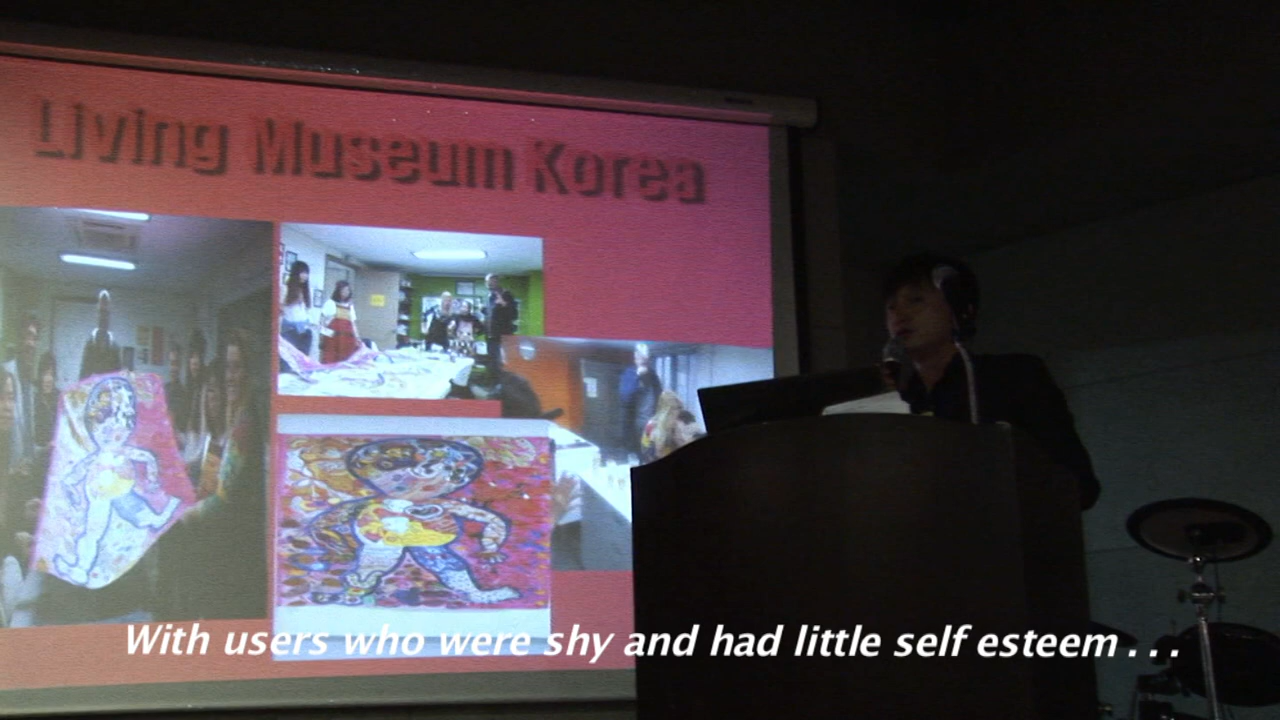 Living Museum Korea
With users who were shy and had little self esteem . . .